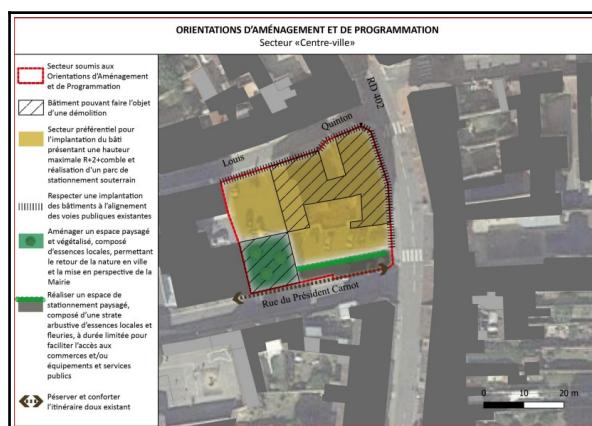 ORIENTATIONS D'AMÉNAGEMENT ET DE PROGRAMMATION
Secteur «Centre-ville»
Secteur soumis aux
Orientations d'Aménagement
et de Programmation
Bâtiment pouvant faire l'objet
d'une démolition
Secteur préférentiel pour
l'implantation du bâti
présentant une hauteur
maximale R+2+comble et
réalisation d'un parc de
stationnement souterrain
Respecter une implantation
des bâtiments à l'alignement
des voies publiques existantes
Aménager un espace paysagé
et végétalisé, composé
d'essences locales, permettant
le retour de la nature en ville
et la mise en perspective de la
Mairie
Réaliser un espace de
stationnement paysagé,
composé d'une strate
arbustive d'essences locales et
fleuries, à durée limitée pour
faciliter l'accès aux
commerces et/ou
équipements et services
publics
Préserver et conforter
l'itinéraire doux existant
RD 402
Louis Quinton
Rue du Président Carnot
0 10 20 m